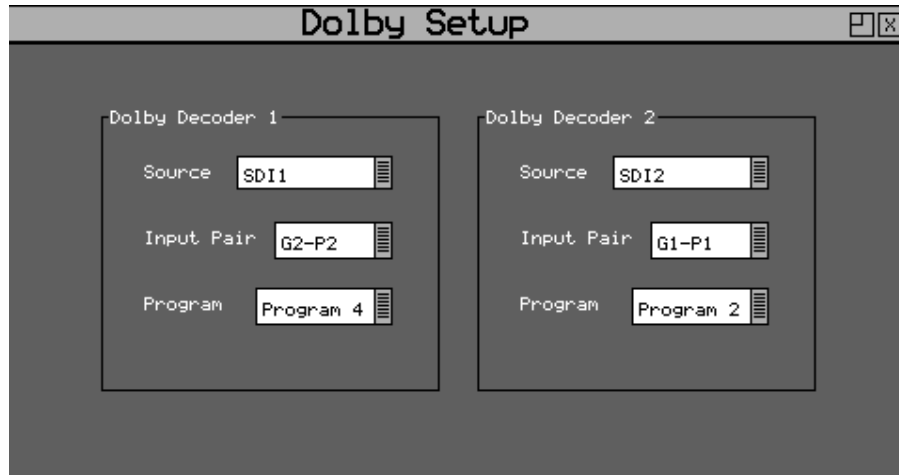 Dolby Setup
Dolby Decoder 1
Source SDI1
Input Pair G2-P2
Program Program 4
Dolby Decoder 2
Source SDI2
Input Pair G1-P1
Program Program 2